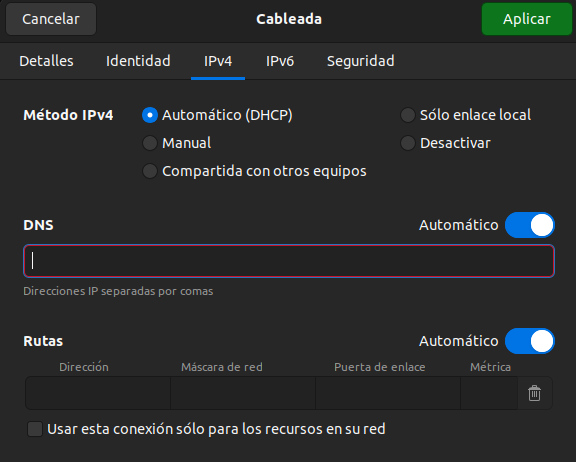 Cancelar Cableada Aplicar
Detalles Identidad IPv4 IPv6 Seguridad
Método IPv4 Automático (DHCP) Sólo enlace local
Manual Desactivar
Compartida con otros equipos
DNS Automático
Direcciones IP separadas por comas
Rutas Automático
Dirección Máscara de red Puerta de enlace Métrica
Usar esta conexión sólo para los recursos en su red